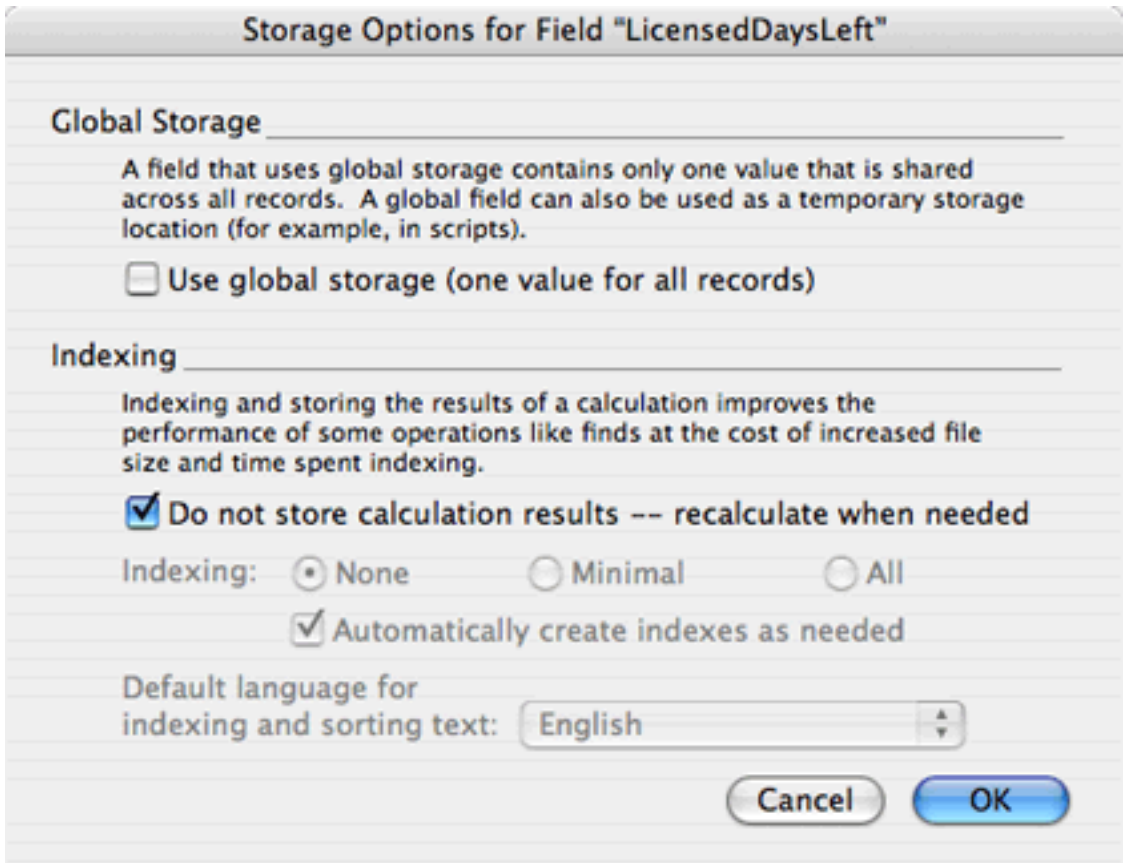 Storage Options for Field "LicensedDaysLeft"
Global Storage
A field that uses global storage contains only one value that is shared
across all records.  A global field can also be used as a temporary storage
location (for example, in scripts).
Use global storage (one value for all records)
Indexing
Indexing and storing the results of a calculation improves the
performance of some operations like finds at the cost of increased file
size and time spent indexing.
Do not store calculation results -- recalculate when needed
Indexing: None Minimal All
Automatically create indexes as needed
Default language for
indexing and sorting text: English
Cancel OK